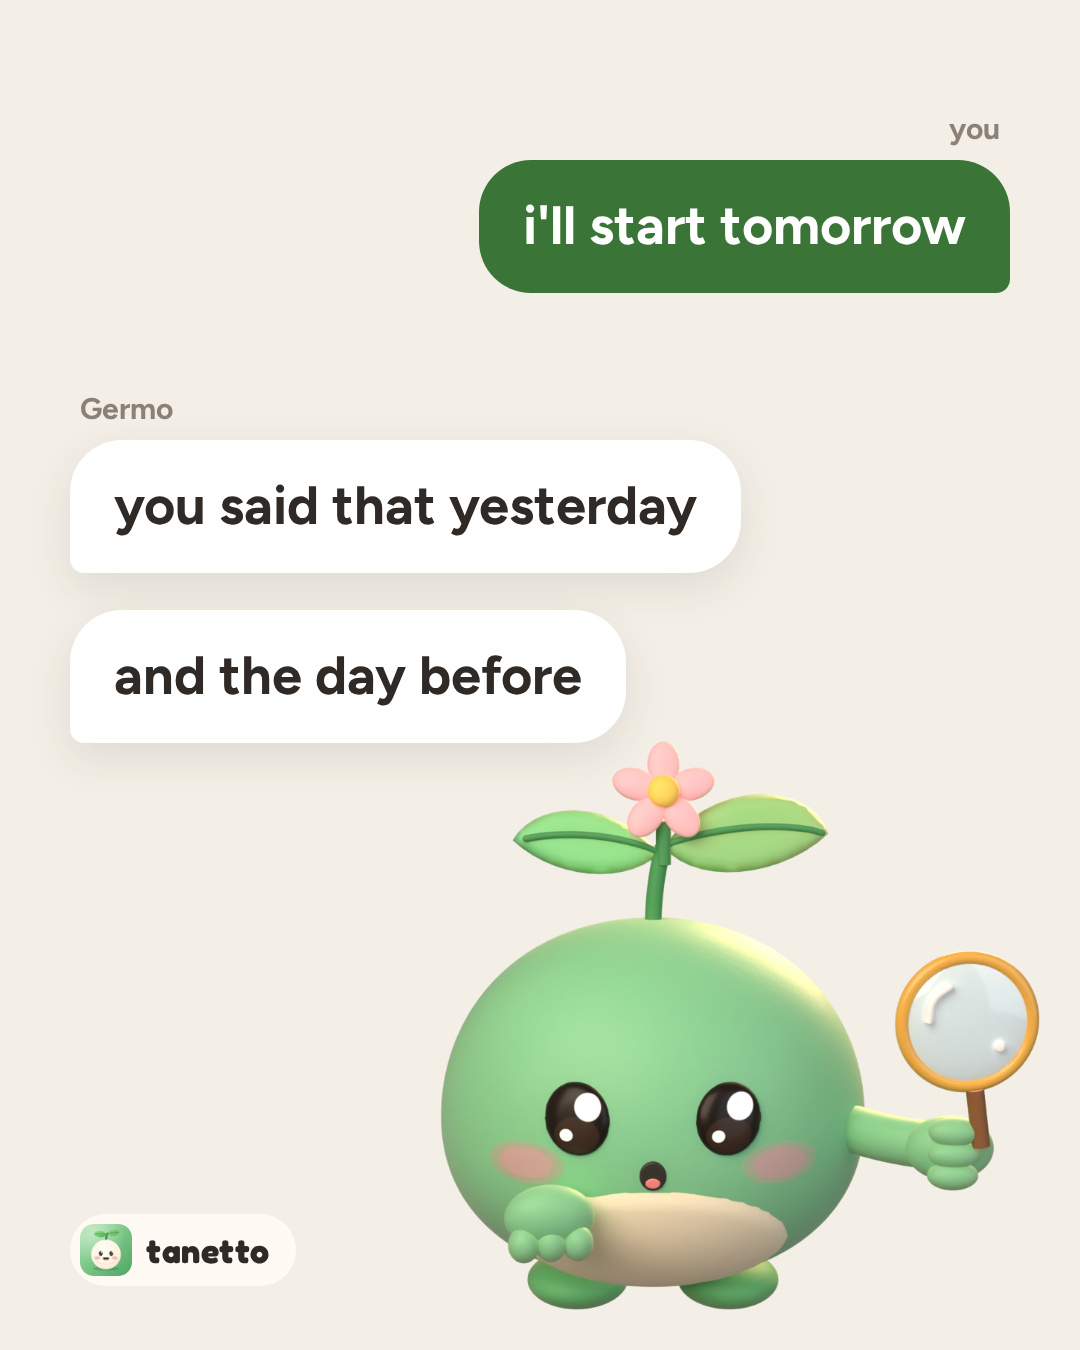 you
i'll start tomorrow
Germo
you said that yesterday
and the day before
tanetto